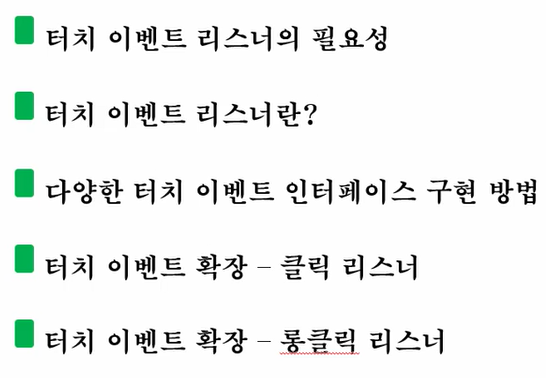 터치 이벤트 리스너의 필요성
터치 이벤트 리스너란?
다양한 터치 이벤트 인터페이스 구현 방법
터치 이벤트 확장 – 클릭 리스너
터치 이벤트 확장 – 롱클릭 리스너